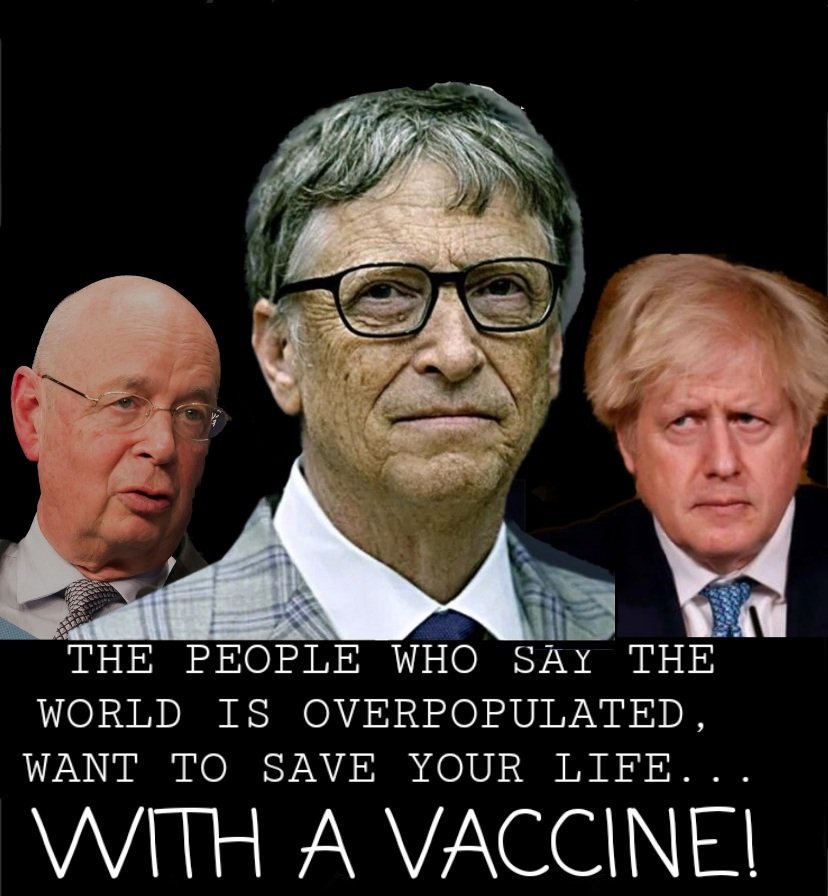 THE PEOPLE WHO SAY THE
WORLD IS OVERPOPULATED,
WANT TO SAVE YOUR LIFE...
WITH A VACCINE!